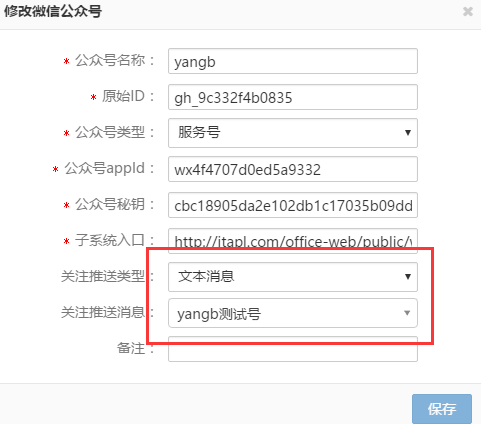 修改微信公众号 ×
* 公众号名称： yangb
* 原始ID： gh_9c332f4b0835
* 公众号类型： 服务号
* 公众号appId： wx4f4707d0ed5a9332
* 公众号秘钥： cbc18905da2e102db1c17035b09dd
* 子系统入口： http://itapl.com/office-web/public/
关注推送类型： 文本消息
关注推送消息： yangb测试号
备注：
保存